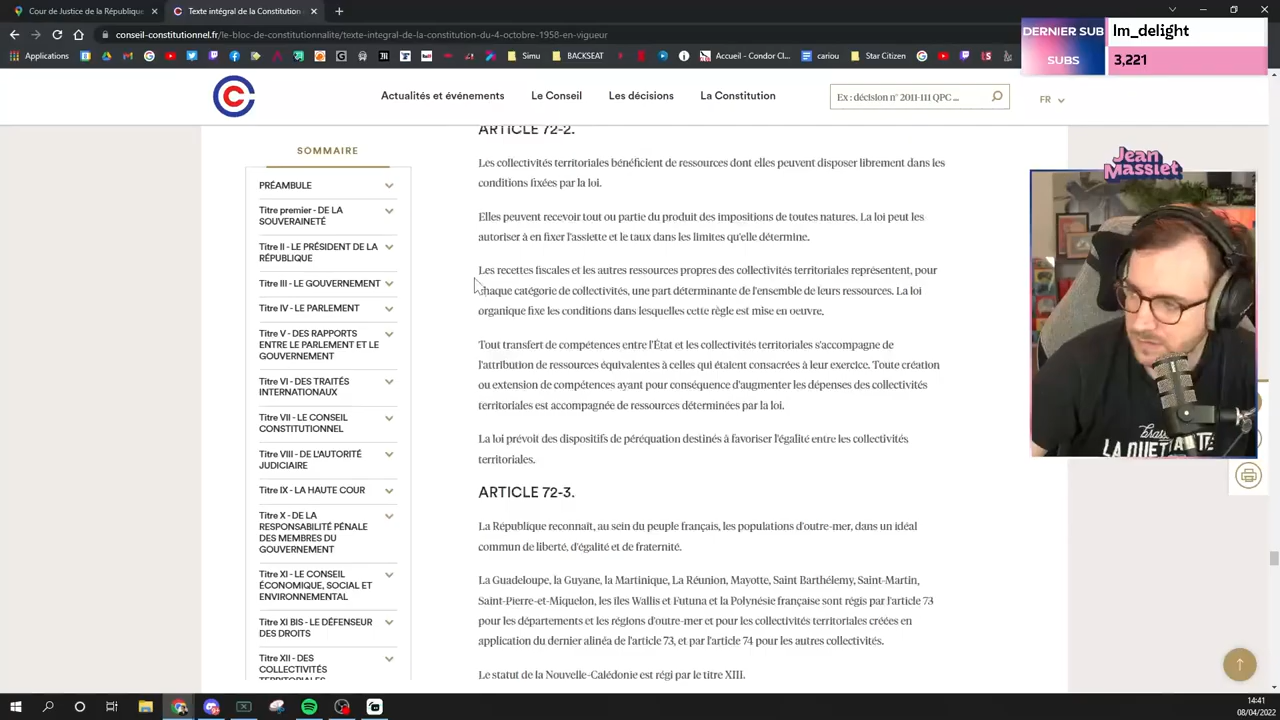 Cour de Justice de la République
Texte intégral de la Constitution
conseil-constitutionnel.fr/le-bloc-de-constitutionnalite/texte-integral-de-la-constitution-du-4-octobre-1958-en-vigueur
Applications
Simu
BACKSEAT
Accueil - Condor Cl...
cariou
Star Citizen
DERNIER SUB
lm_delight
SUBS
3,221
Actualités et événements
Le Conseil
Les décisions
La Constitution
Ex : décision n° 2011-111 QPC ...
FR
SOMMAIRE
PRÉAMBULE
Titre premier - DE LA
SOUVERAINETÉ
Titre II - LE PRÉSIDENT DE LA
RÉPUBLIQUE
Titre III - LE GOUVERNEMENT
Titre IV - LE PARLEMENT
Titre V - DES RAPPORTS
ENTRE LE PARLEMENT ET LE
GOUVERNEMENT
Titre VI - DES TRAITÉS
INTERNATIONAUX
Titre VII - LE CONSEIL
CONSTITUTIONNEL
Titre VIII - DE L'AUTORITÉ
JUDICIAIRE
Titre IX - LA HAUTE COUR
Titre X - DE LA
RESPONSABILITÉ PÉNALE
DES MEMBRES DU
GOUVERNEMENT
Titre XI - LE CONSEIL
ÉCONOMIQUE, SOCIAL ET
ENVIRONNEMENTAL
Titre XI BIS - LE DÉFENSEUR
DES DROITS
Titre XII - DES
COLLECTIVITÉS
TERRITORIALES
ARTICLE 72-2.
Les collectivités territoriales bénéficient de ressources dont elles peuvent disposer librement dans les
conditions fixées par la loi.
Elles peuvent recevoir tout ou partie du produit des impositions de toutes natures. La loi peut les
autoriser à en fixer l'assiette et le taux dans les limites qu'elle détermine.
Les recettes fiscales et les autres ressources propres des collectivités territoriales représentent, pour
chaque catégorie de collectivités, une part déterminante de l'ensemble de leurs ressources. La loi
organique fixe les conditions dans lesquelles cette règle est mise en oeuvre.
Tout transfert de compétences entre l'État et les collectivités territoriales s'accompagne de
l'attribution de ressources équivalentes à celles qui étaient consacrées à leur exercice. Toute création
ou extension de compétences ayant pour conséquence d'augmenter les dépenses des collectivités
territoriales est accompagnée de ressources déterminées par la loi.
La loi prévoit des dispositifs de péréquation destinés à favoriser l'égalité entre les collectivités
territoriales.
ARTICLE 72-3.
La République reconnaît, au sein du peuple français, les populations d'outre-mer, dans un idéal
commun de liberté, d'égalité et de fraternité.
La Guadeloupe, la Guyane, la Martinique, La Réunion, Mayotte, Saint Barthélemy, Saint-Martin,
Saint-Pierre-et-Miquelon, les îles Wallis et Futuna et la Polynésie française sont régis par l'article 73
pour les départements et les régions d'outre-mer et pour les collectivités territoriales créées en
application du dernier alinéa de l'article 73, et par l'article 74 pour les autres collectivités.
Le statut de la Nouvelle-Calédonie est régi par le titre XIII.
Jean
Massiet
14:41
08/04/2022